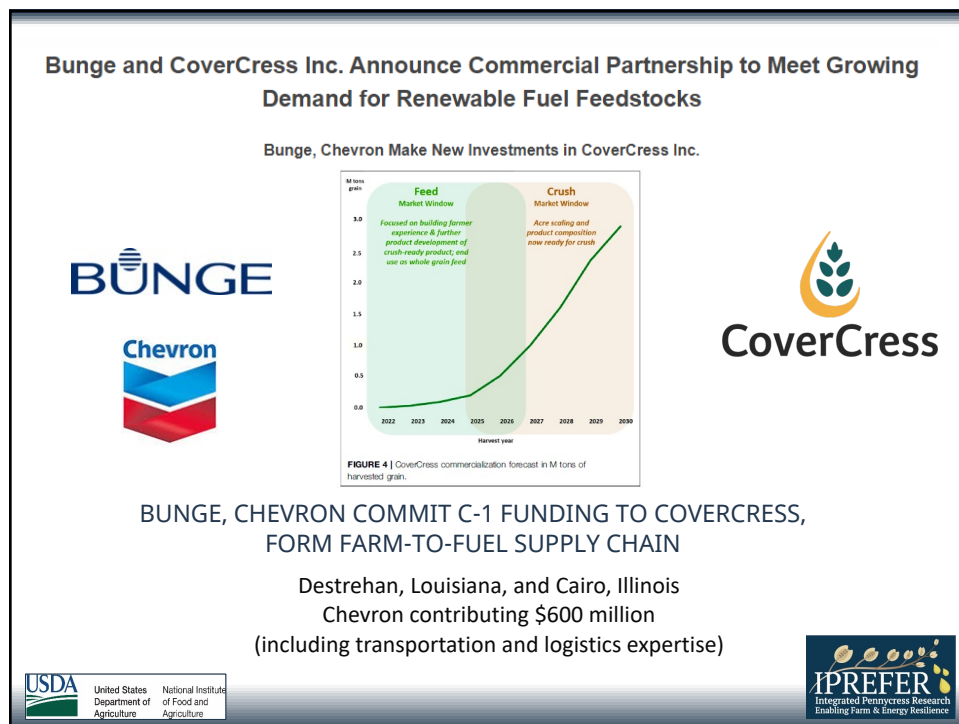 Bunge and CoverCress Inc. Announce Commercial Partnership to Meet Growing
Demand for Renewable Fuel Feedstocks
Bunge, Chevron Make New Investments in CoverCress Inc.
M tons
grain
Feed
Market Window
Focused on building farmer
experience & further
product development of
crush-ready product; end
use as whole grain feed
Crush
Market Window
Acre scaling and
product composition
now ready for crush
3.0
2.5
2.0
1.5
1.0
0.5
0.0
2022 2023 2024 2025 2026 2027 2028 2029 2030
Harvest year
FIGURE 4 | CoverCress commercialization forecast in M tons of
harvested grain.
BUNGE
Chevron
CoverCress
BUNGE, CHEVRON COMMIT C-1 FUNDING TO COVERCRESS,
FORM FARM-TO-FUEL SUPPLY CHAIN
Destrehan, Louisiana, and Cairo, Illinois
Chevron contributing $600 million
(including transportation and logistics expertise)
USDA
United States
Department of
Agriculture
National Institute
of Food and
Agriculture
IPREFER
Integrated Pennycress Research
Enabling Farm & Energy Resilience